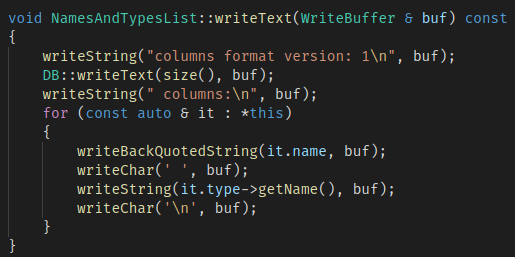 void NamesAndTypesList::writeText(WriteBuffer & buf) const
{
    writeString("columns format version: 1\n", buf);
    DB::writeText(size(), buf);
    writeString(" columns:\n", buf);
    for (const auto & it : *this)
    {
        writeBackQuotedString(it.name, buf);
        writeChar(' ', buf);
        writeString(it.type->getName(), buf);
        writeChar('\n', buf);
    }
}